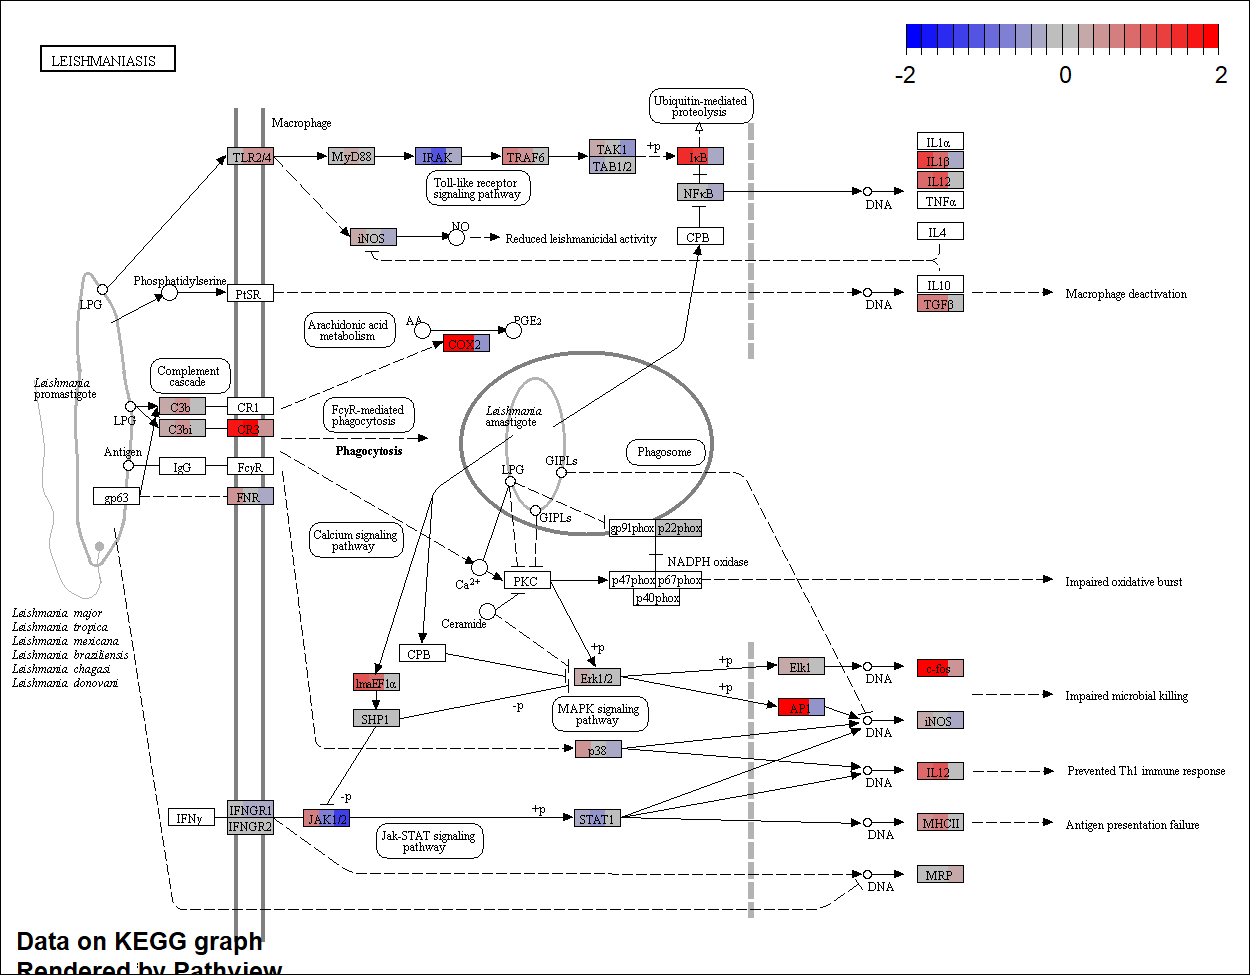 LEISHMANIASIS
-2
0
2
Macrophage
Ubiquitin-mediated
proteolysis
TLR2/4
MyD88
IRAK
TRAF6
TAK1
TAB1/2
+p
IκB
NFκB
CPB
Toll-like receptor
signaling pathway
DNA
IL1α
IL1β
IL12
TNFα
IL4
iNOS
NO
Reduced leishmanicidal activity
Phosphatidylserine
LPG
PtSR
DNA
IL10
TGFβ
Macrophage deactivation
Arachidonic acid
metabolism
AA
PGE2
COX2
Complement
cascade
Leishmania
promastigote
C3b
CR1
LPG
C3bi
CR3
FcγR-mediated
phagocytosis
Phagocytosis
Leishmania
amastigote
Phagosome
Antigen
IgG
FcγR
gp63
FNR
LPG
GIPLs
GIPLs
gp91phox
p22phox
NADPH oxidase
Calcium signaling
pathway
Ca2+
PKC
p47phox
p67phox
p40phox
Impaired oxidative burst
Ceramide
Leishmania major
Leishmania tropica
Leishmania mexicana
Leishmania braziliensis
Leishmania chagasi
Leishmania donovani
CPB
+p
lmaEF1α
Erk1/2
+p
+p
Elk1
DNA
c-fos
-p
SHP1
MAPK signaling
pathway
AP1
Impaired microbial killing
DNA
iNOS
p38
DNA
IL12
Prevented Th1 immune response
-p
IFNγ
IFNGR1
IFNGR2
JAK1/2
+p
STAT1
Jak-STAT signaling
pathway
DNA
MHCII
Antigen presentation failure
DNA
MRP
Data on KEGG graph
Rendered by Pathview